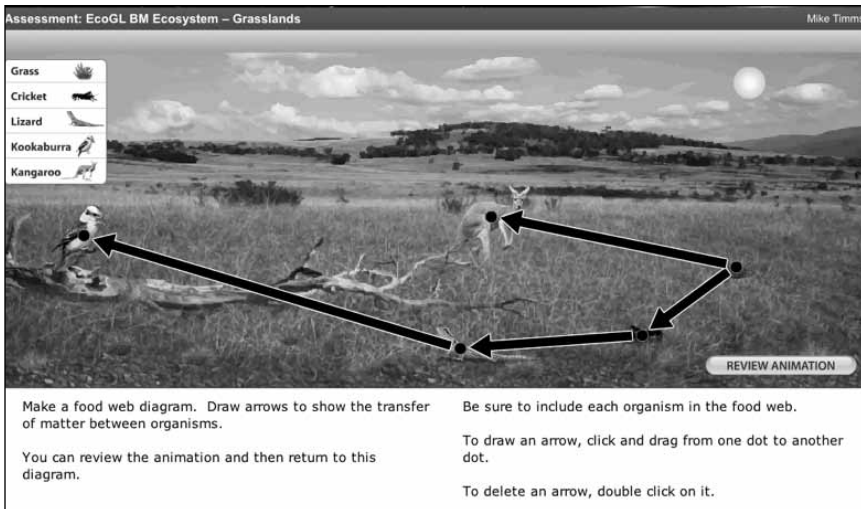 Assessment: EcoGL BM Ecosystem – Grasslands
Mike Timms
Grass
Cricket
Lizard
Kookaburra
Kangaroo
REVIEW ANIMATION
Make a food web diagram. Draw arrows to show the transfer
of matter between organisms.
You can review the animation and then return to this
diagram.
Be sure to include each organism in the food web.
To draw an arrow, click and drag from one dot to another
dot.
To delete an arrow, double click on it.